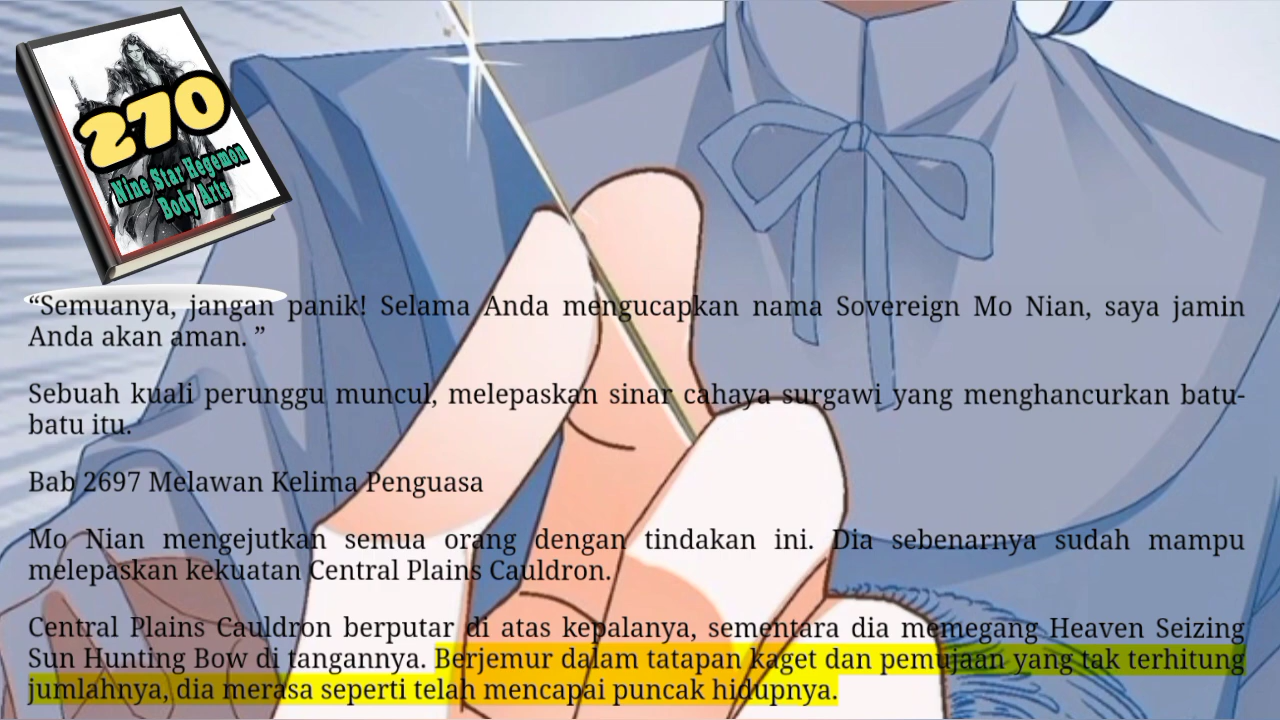 270
Nine Star Hegemon
Body Arts
“Semuanya, jangan panik! Selama Anda mengucapkan nama Sovereign Mo Nian, saya jamin
Anda akan aman. ”
Sebuah kuali perunggu muncul, melepaskan sinar cahaya surgawi yang menghancurkan batu-
batu itu.
Bab 2697 Melawan Kelima Penguasa
Mo Nian mengejutkan semua orang dengan tindakan ini. Dia sebenarnya sudah mampu
melepaskan kekuatan Central Plains Cauldron.
Central Plains Cauldron berputar di atas kepalanya, sementara dia memegang Heaven Seizing
Sun Hunting Bow di tangannya. Berjemur dalam tatapan kaget dan pemujaan yang tak terhitung
jumlahnya, dia merasa seperti telah mencapai puncak hidupnya.